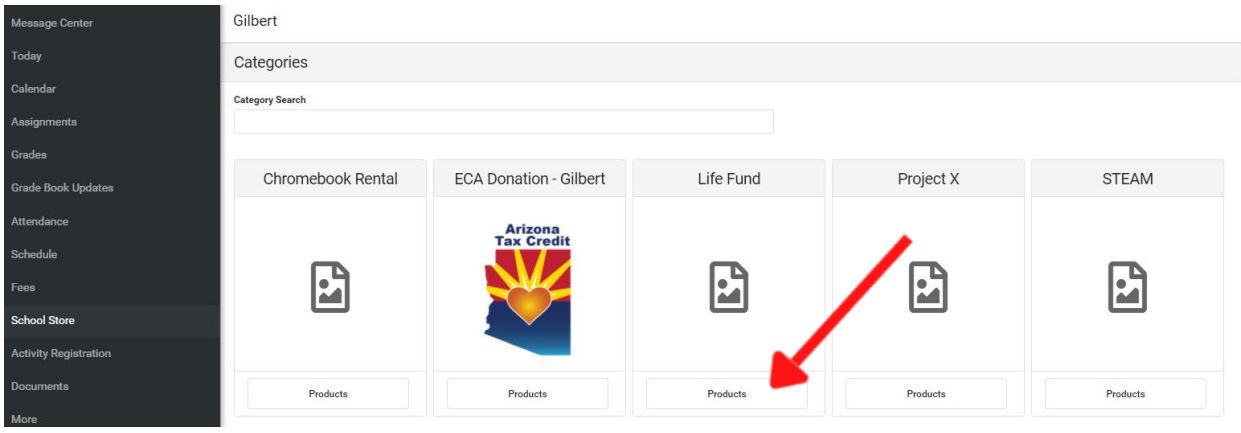 Message Center
Today
Calendar
Assignments
Grades
Grade Book Updates
Attendance
Schedule
Fees
School Store
Activity Registration
Documents
More
Gilbert
Categories
Category Search
Chromebook Rental
ECA Donation - Gilbert
Life Fund
Project X
STEAM
Arizona
Tax Credit
Products
Products
Products
Products
Products